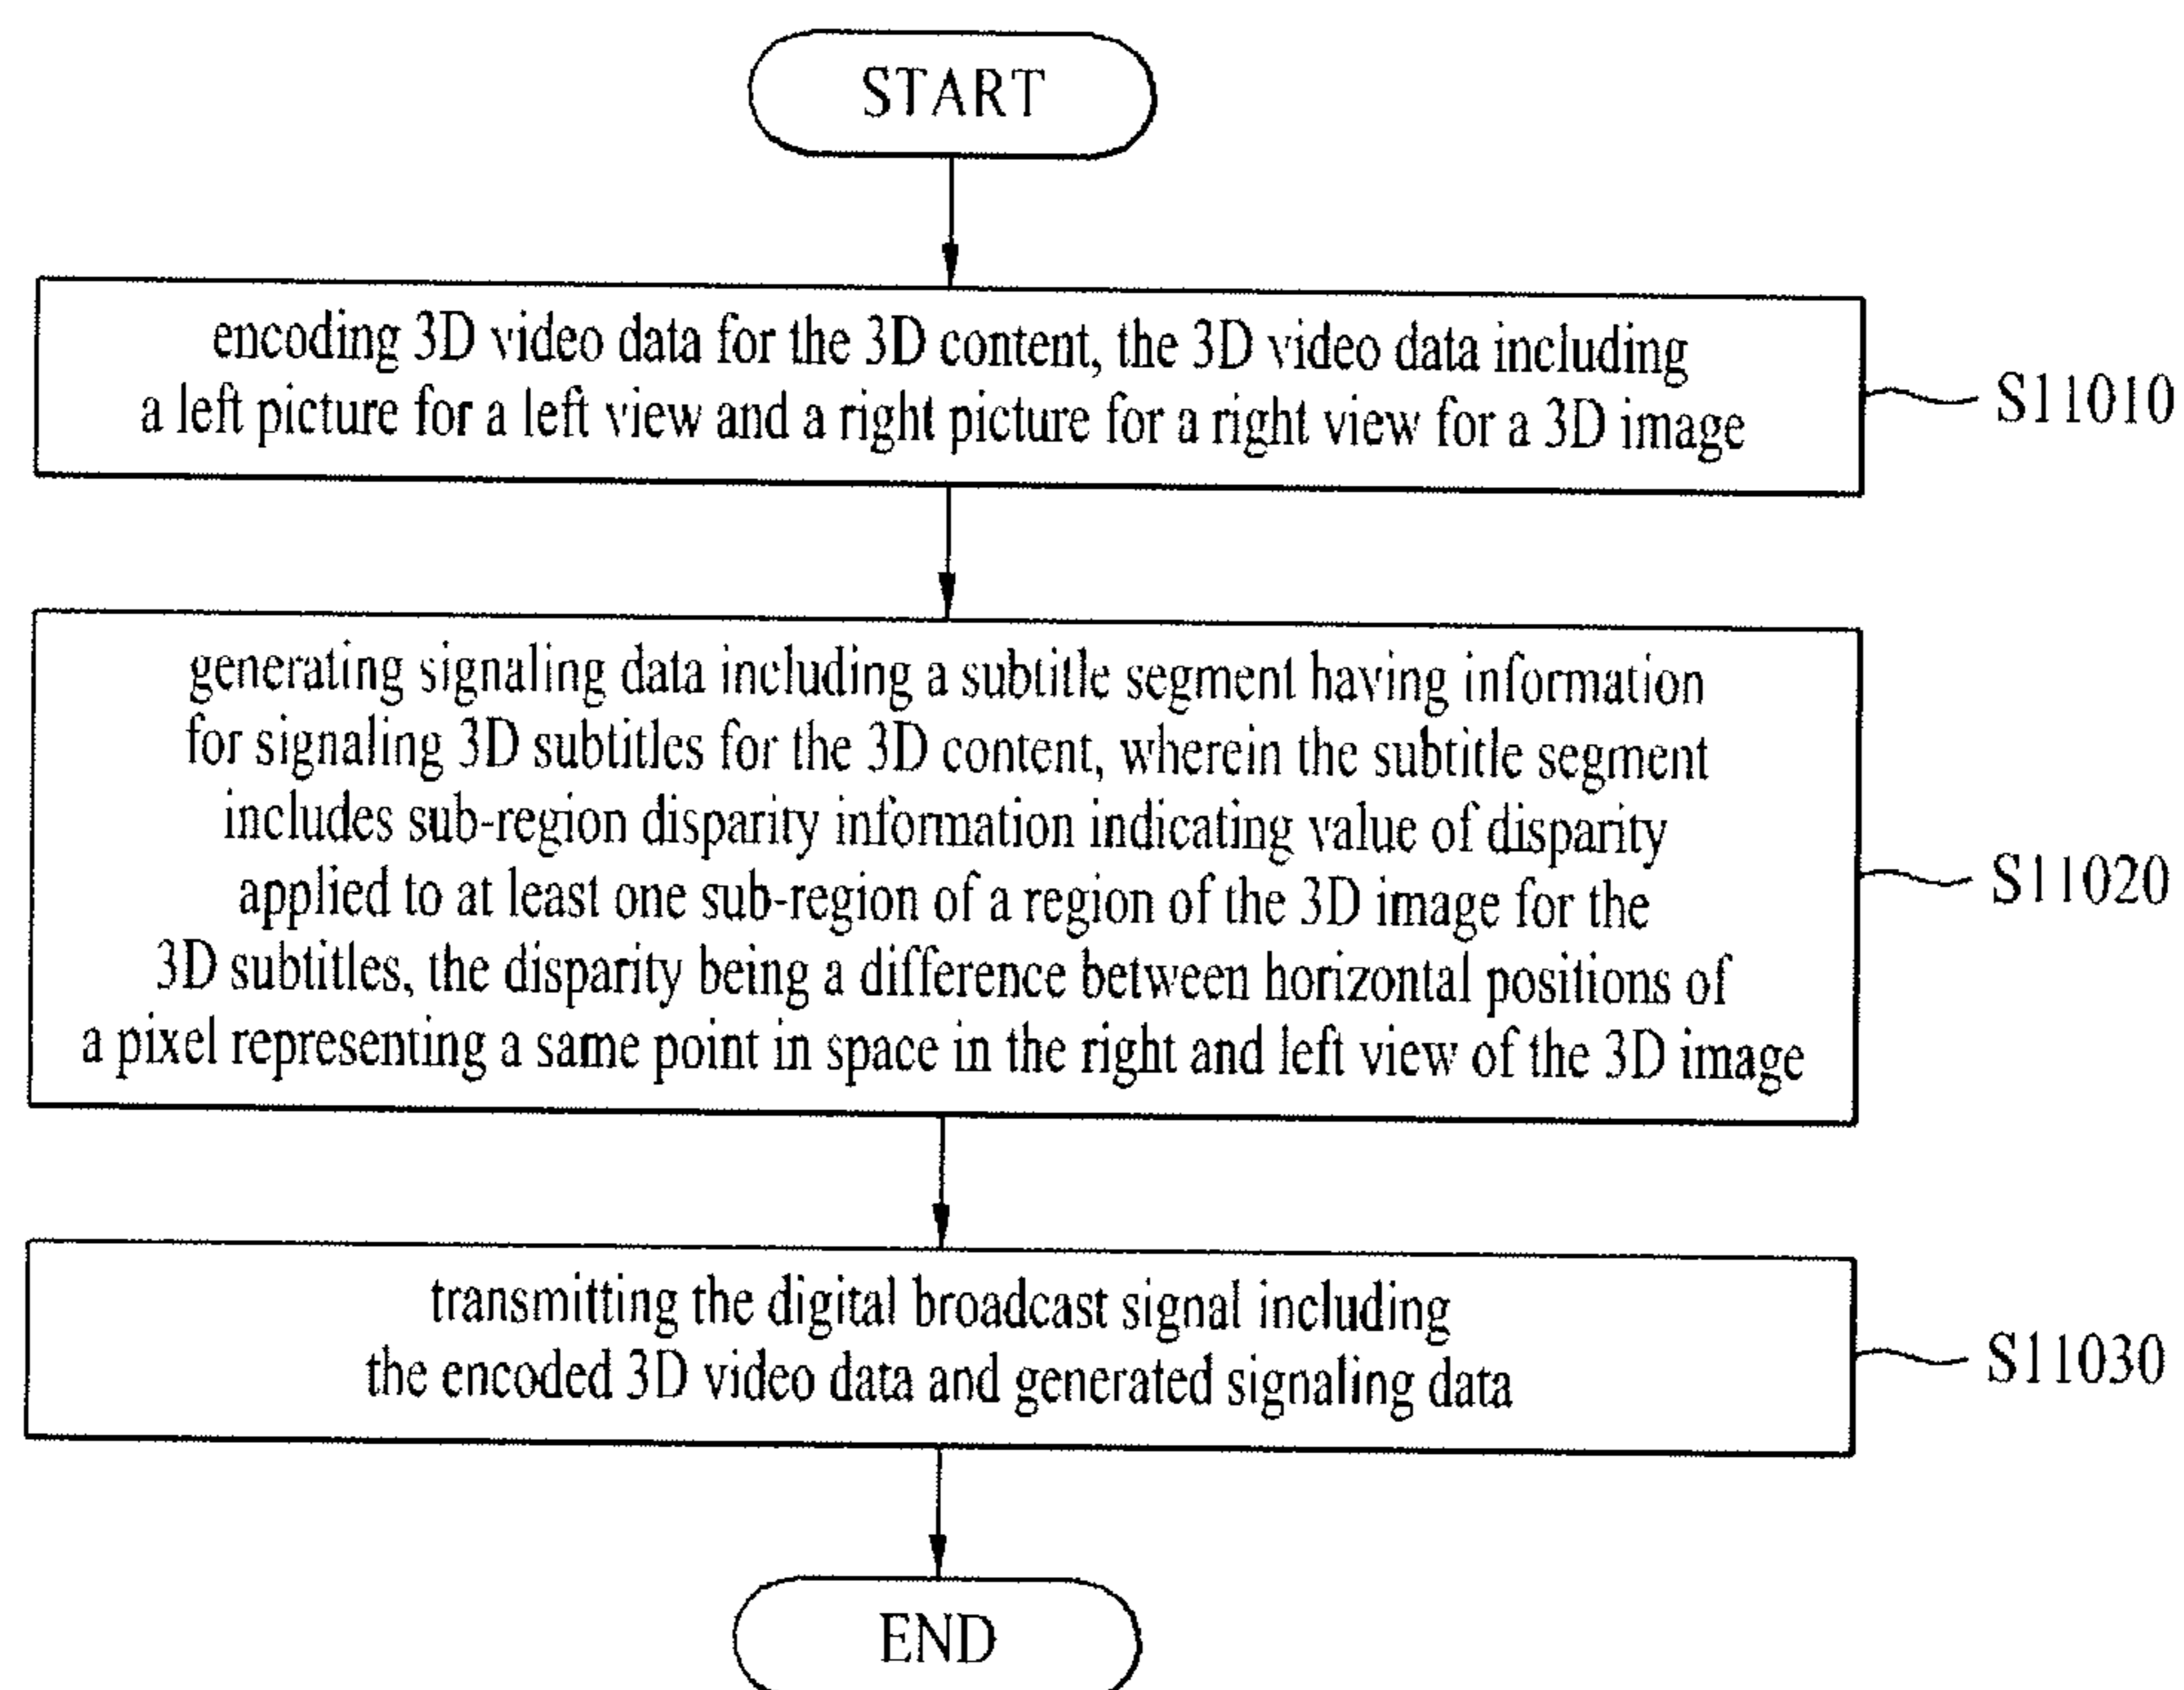 START
encoding 3D video data for the 3D content, the 3D video data including
a left picture for a left view and a right picture for a right view for a 3D image
S11010
generating signaling data including a subtitle segment having information
for signaling 3D subtitles for the 3D content, wherein the subtitle segment
includes sub-region disparity information indicating value of disparity
applied to at least one sub-region of a region of the 3D image for the
3D subtitles, the disparity being a difference between horizontal positions of
a pixel representing a same point in space in the right and left view of the 3D image
S11020
transmitting the digital broadcast signal including
the encoded 3D video data and generated signaling data
S11030
END